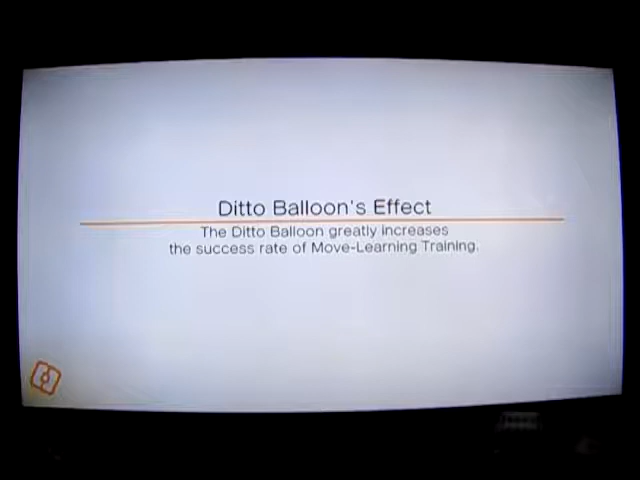 Ditto Balloon's Effect
The Ditto Balloon greatly increases
the success rate of Move-Learning Training.